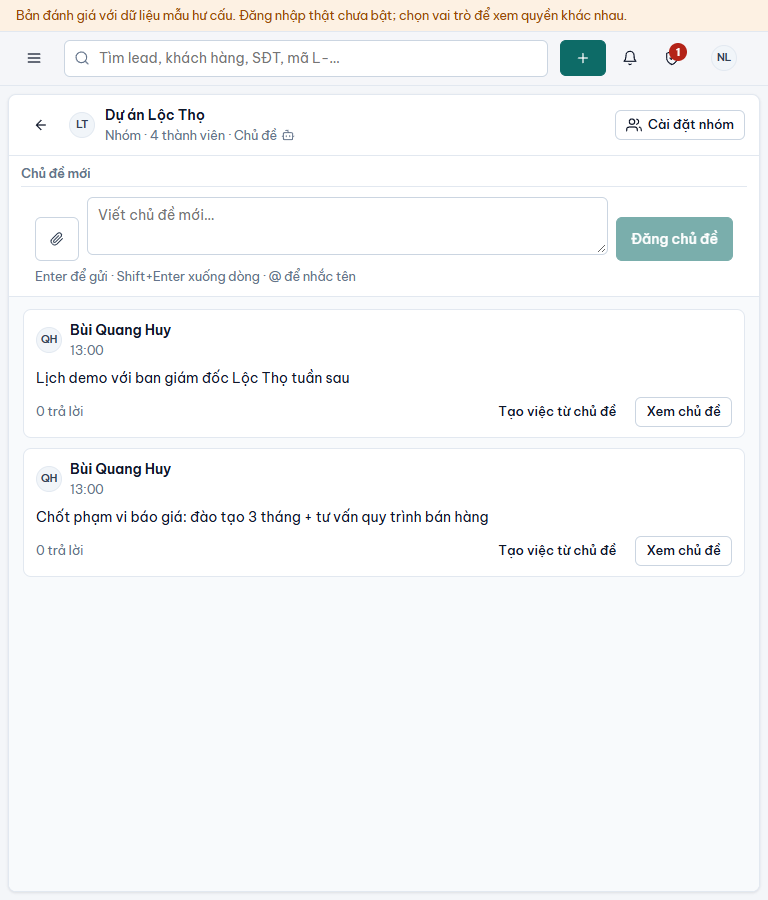 Bản đánh giá với dữ liệu mẫu hư cấu. Đăng nhập thật chưa bật; chọn vai trò để xem quyền khác nhau.
Tìm lead, khách hàng, SĐT, mã L-...
1
NL
LT
Dự án Lộc Thọ
Nhóm · 4 thành viên · Chủ đề
Cài đặt nhóm
Chủ đề mới
Viết chủ đề mới...
Đăng chủ đề
Enter để gửi · Shift+Enter xuống dòng · @ để nhắc tên
QH
Bùi Quang Huy
13:00
Lịch demo với ban giám đốc Lộc Thọ tuần sau
0 trả lời
Tạo việc từ chủ đề
Xem chủ đề
QH
Bùi Quang Huy
13:00
Chốt phạm vi báo giá: đào tạo 3 tháng + tư vấn quy trình bán hàng
0 trả lời
Tạo việc từ chủ đề
Xem chủ đề